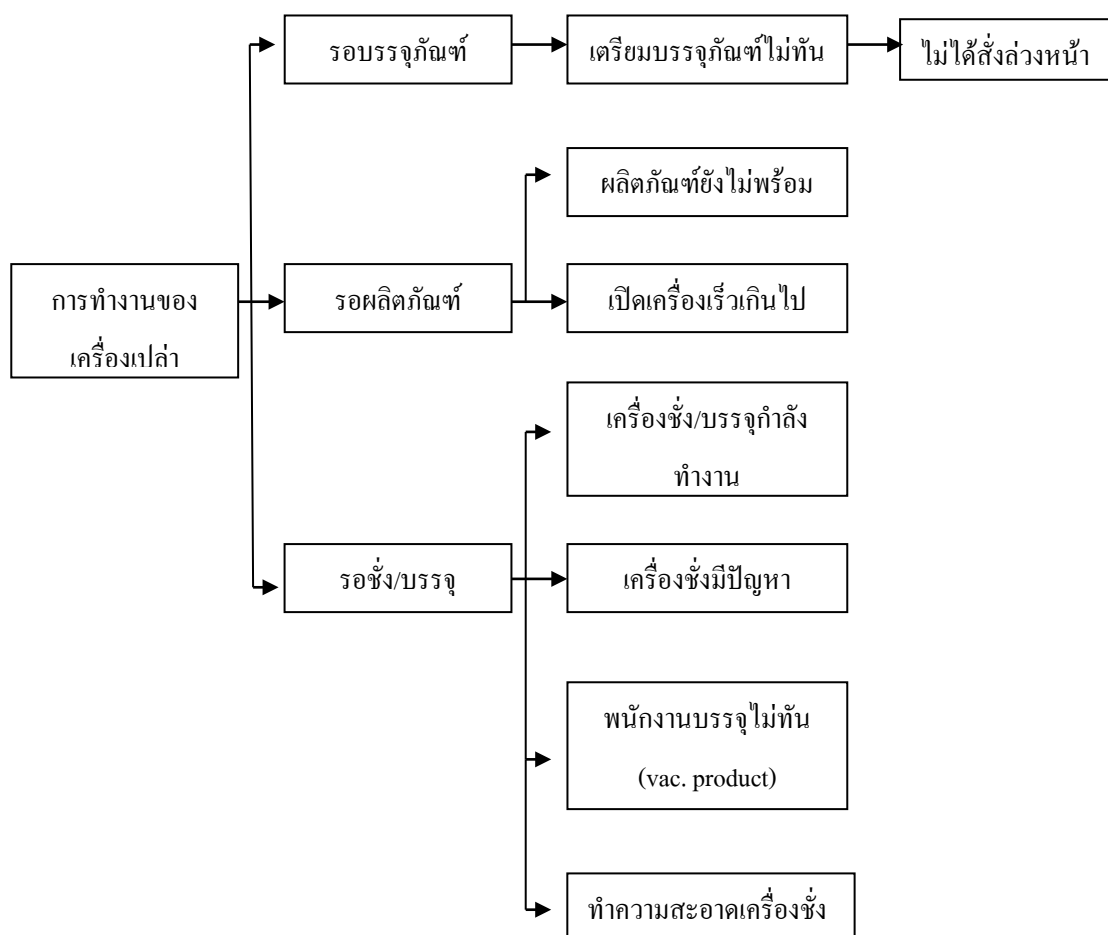 รอบรรจุภัณฑ์
เตรียมบรรจุภัณฑ์ไม่ทัน
ไม่ได้สั่งล่วงหน้า
ผลิตภัณฑ์ยังไม่พร้อม
การทำงานของ
เครื่องเปล่า
รอผลิตภัณฑ์
เปิดเครื่องเร็วเกินไป
เครื่องชั่ง/บรรจุกำลัง
ทำงาน
รอชั่ง/บรรจุ
เครื่องชั่งมีปัญหา
พนักงานบรรจุไม่ทัน
(vac. product)
ทำความสะอาดเครื่องชั่ง